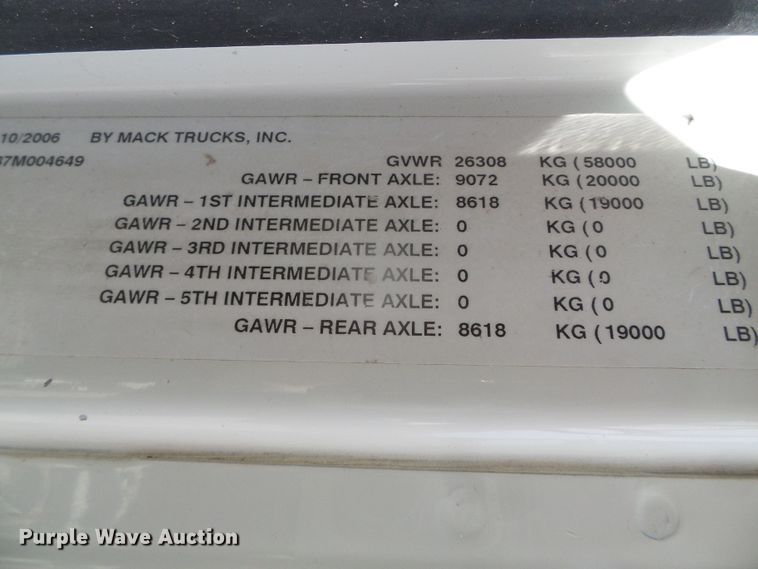 10/2006 BY MACK TRUCKS, INC.
7M004649
GVWR 26308 KG (58000 LB)
GAWR – FRONT AXLE: 9072 KG (20000 LB)
GAWR – 1ST INTERMEDIATE AXLE: 8618 KG (19000 LB)
GAWR – 2ND INTERMEDIATE AXLE: 0 KG (0 LB)
GAWR – 3RD INTERMEDIATE AXLE: 0 KG (0 LB)
GAWR – 4TH INTERMEDIATE AXLE: 0 KG (0 LB)
GAWR – 5TH INTERMEDIATE AXLE: 0 KG (0 LB)
GAWR – REAR AXLE: 8618 KG (19000 LB)
Purple Wave Auction